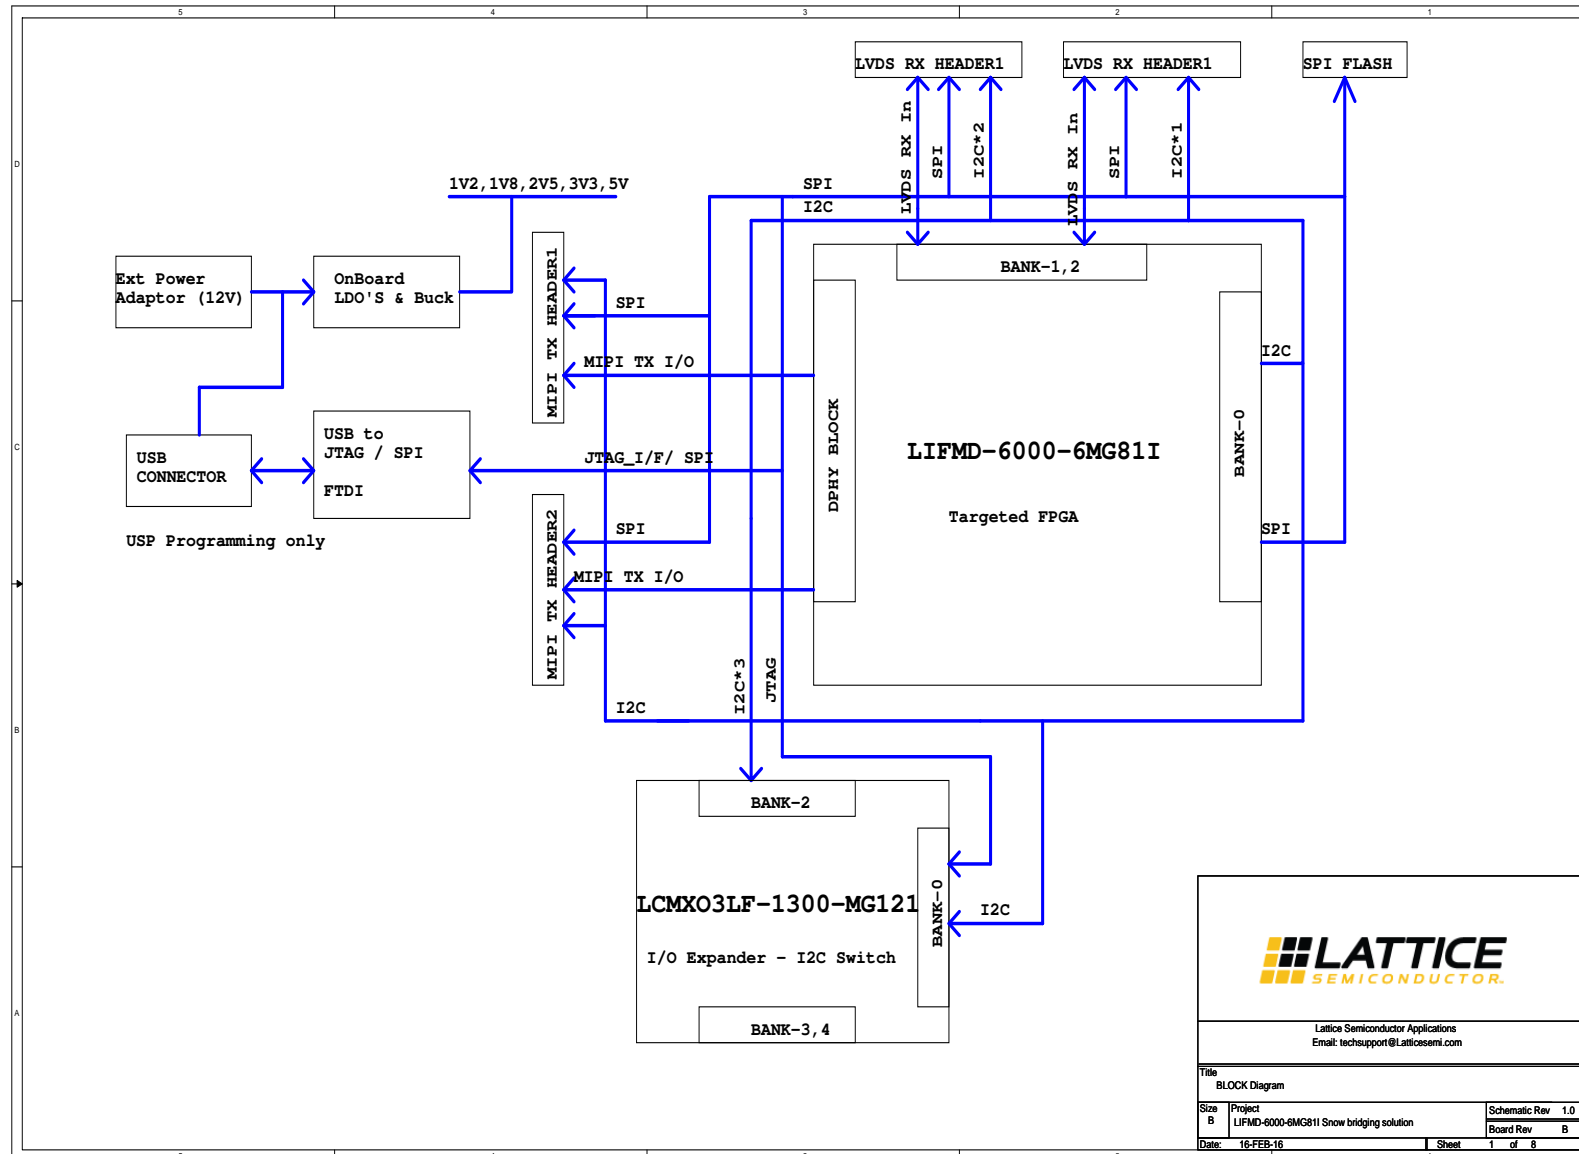 5 4 3 2 1
LVDS RX HEADER1
LVDS RX HEADER1
SPI FLASH
LVDS RX In
SPI
I2C*2
LVDS RX In
SPI
I2C*1
D
1V2,1V8,2V5,3V3,5V
SPI
I2C
Ext Power
Adaptor (12V)
OnBoard
LDO'S & Buck
MIPI TX HEADER1
SPI
MIPI TX I/O
BANK-1,2
I2C
DPHY BLOCK
LIFMD-6000-6MG81I
Targeted FPGA
BANK-0
SPI
C
USB
CONNECTOR
USB to
JTAG / SPI
FTDI
JTAG_I/F/ SPI
USP Programming only
MIPI TX HEADER2
SPI
MIPI TX I/O
I2C*3
JTAG
I2C
B
BANK-2
LCMXO3LF-1300-MG121
I/O Expander - I2C Switch
BANK-0
I2C
BANK-3,4
A
LATTICE
SEMICONDUCTOR
Lattice Semiconductor Applications
Email: techsupport@Latticesemi.com
Title
BLOCK Diagram
Size
B
Project
LIFMD-6000-6MG81I Snow bridging solution
Schematic Rev 1.0
Board Rev B
Date: 16-FEB-16
Sheet 1 of 8